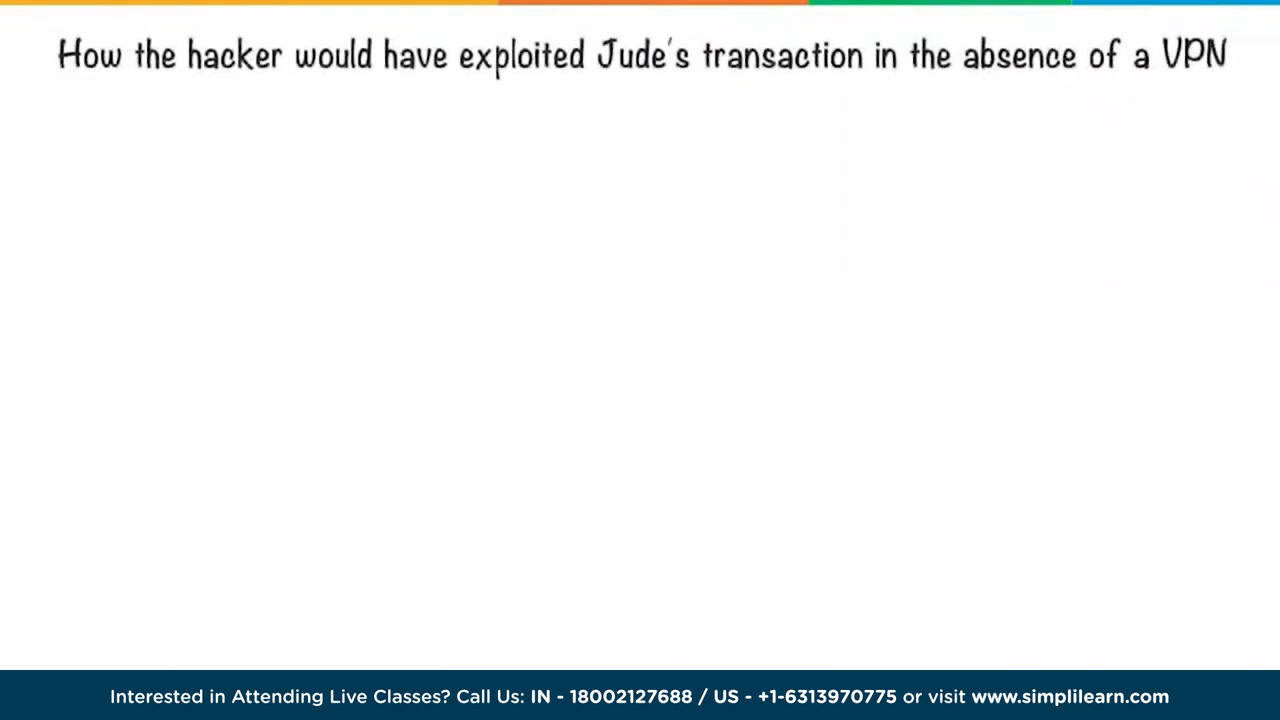 How the hacker would have exploited Jude's transaction in the absence of a VPN
Interested in Attending Live Classes? Call Us: IN - 18002127688 / US - +1-6313970775 or visit www.simplilearn.com